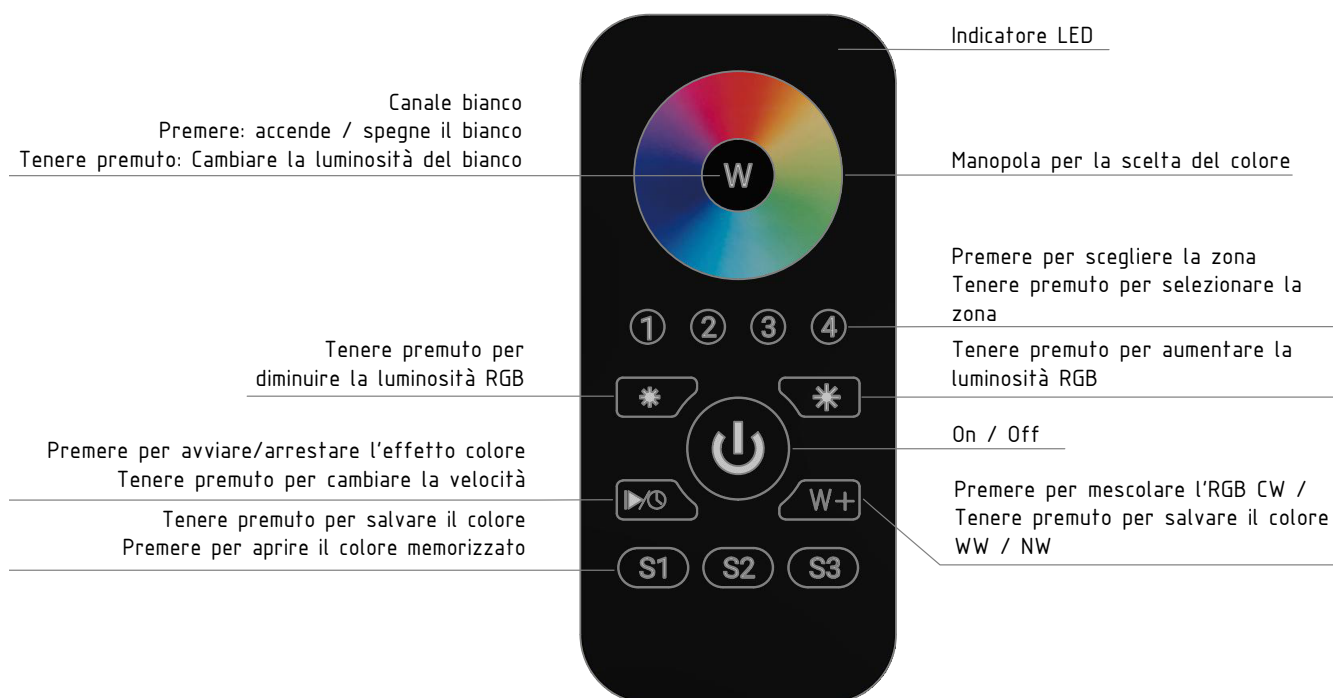 Indicatore LED
Canale bianco
Premere: accende / spegne il bianco
Tenere premuto: Cambiare la luminosità del bianco
W
Manopola per la scelta del colore
Premere per scegliere la zona
Tenere premuto per selezionare la
zona
1 2 3 4
Tenere premuto per
diminuire la luminosità RGB
Tenere premuto per aumentare la
luminosità RGB
On / Off
Premere per avviare/arrestare l'effetto colore
Tenere premuto per cambiare la velocità
W+
Premere per mescolare l'RGB CW /
Tenere premuto per salvare il colore
WW / NW
Tenere premuto per salvare il colore
Premere per aprire il colore memorizzato
S1 S2 S3